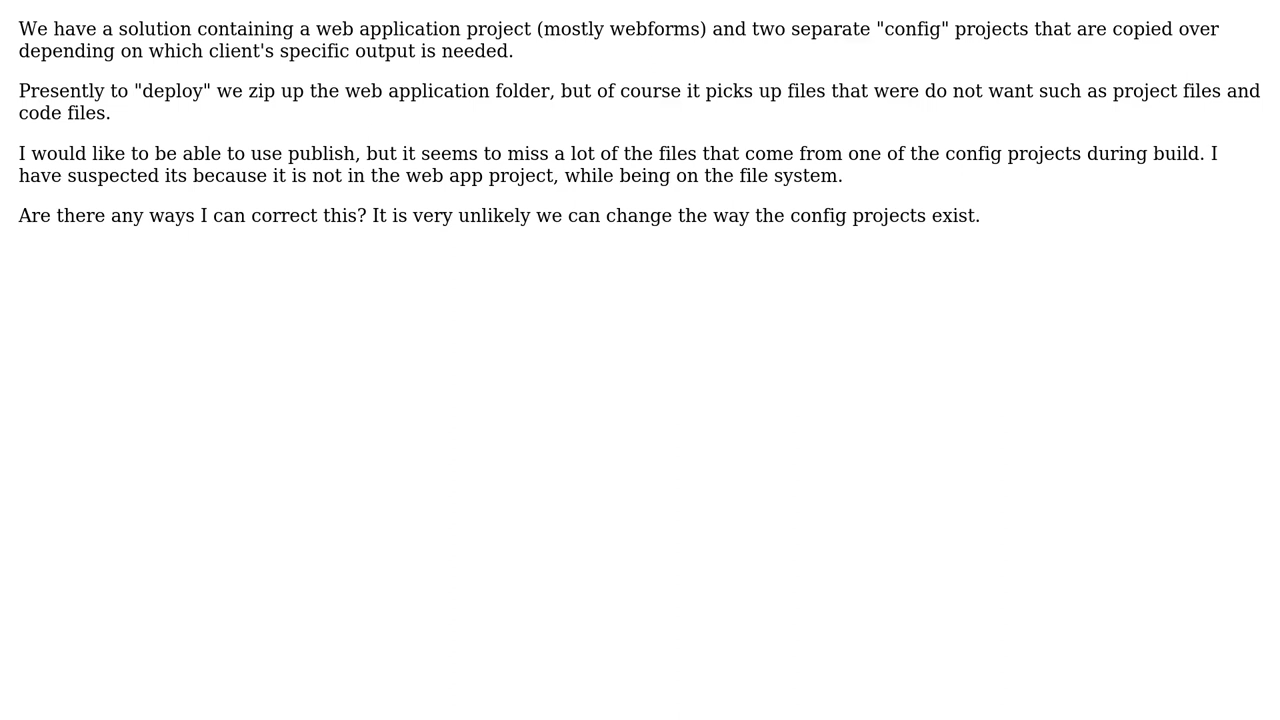 We have a solution containing a web application project (mostly webforms) and two separate "config" projects that are copied over
depending on which client's specific output is needed.
Presently to "deploy" we zip up the web application folder, but of course it picks up files that were do not want such as project files and
code files.
I would like to be able to use publish, but it seems to miss a lot of the files that come from one of the config projects during build. I
have suspected its because it is not in the web app project, while being on the file system.
Are there any ways I can correct this? It is very unlikely we can change the way the config projects exist.